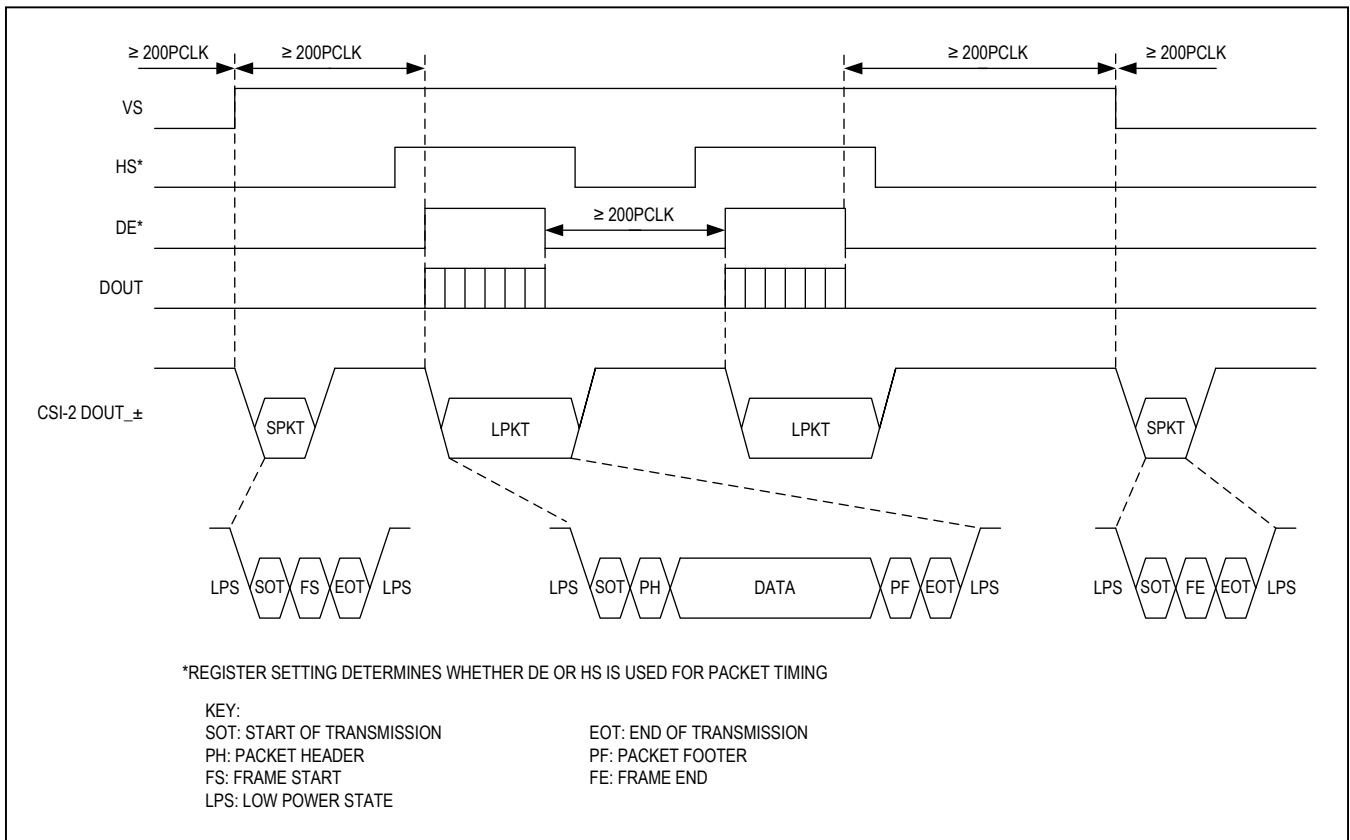 ≥ 200PCLK ≥ 200PCLK ≥ 200PCLK ≥ 200PCLK
VS
HS*
DE* ≥ 200PCLK
DOUT
CSI-2 DOUT_± SPKT LPKT LPKT SPKT
LPS SOT FS EOT LPS LPS SOT PH DATA PF EOT LPS LPS SOT FE EOT LPS
*REGISTER SETTING DETERMINES WHETHER DE OR HS IS USED FOR PACKET TIMING
KEY:
SOT: START OF TRANSMISSION EOT: END OF TRANSMISSION
PH: PACKET HEADER PF: PACKET FOOTER
FS: FRAME START FE: FRAME END
LPS: LOW POWER STATE